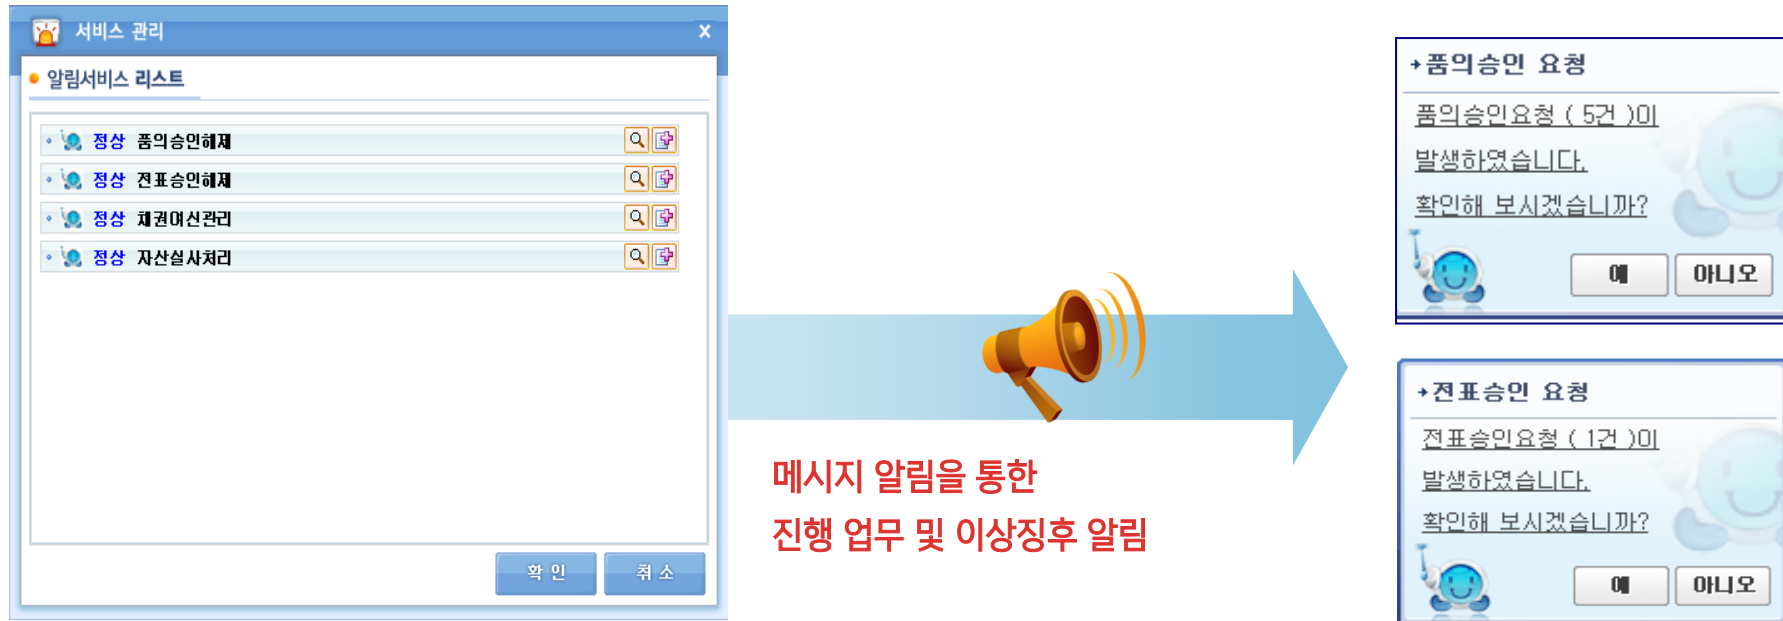 서비스 관리
x
알림서비스 리스트
정상 품의승인해제
정상 전표승인해제
정상 채권여신관리
정상 자산실사처리
확인 취소
메시지 알림을 통한
진행 업무 및 이상징후 알림
품의승인 요청
품의승인요청 ( 5건 )이
발생하였습니다.
확인해 보시겠습니까?
예 아니오
전표승인 요청
전표승인요청 ( 1건 )이
발생하였습니다.
확인해 보시겠습니까?
예 아니오